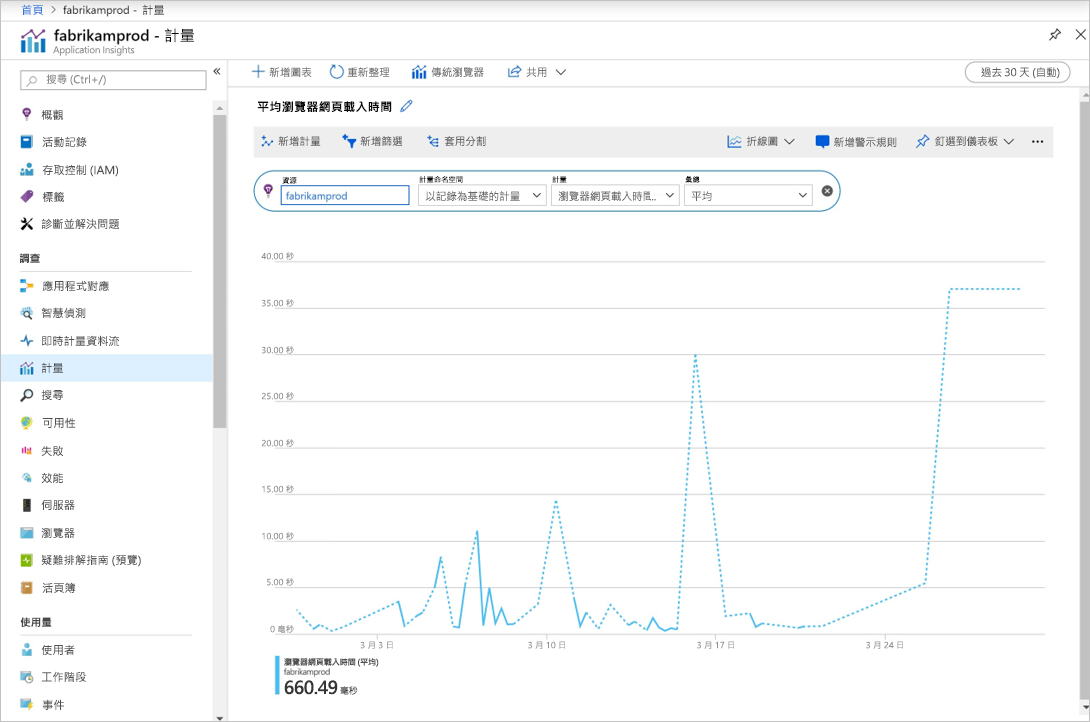 首頁 > fabrikamprod - 計量
fabrikamprod - 計量
Application Insights
搜尋 (Ctrl+/)
«
概觀
活動記錄
存取控制 (IAM)
標籤
診斷並解決問題
調查
應用程式對應
智慧偵測
即時計量資料流
計量
搜尋
可用性
失敗
效能
伺服器
瀏覽器
疑難排解指南 (預覽)
活頁簿
使用量
使用者
工作階段
事件
新增圖表 重新整理 傳統瀏覽器 共用
過去 30 天 (自動)
平均瀏覽器網頁載入時間
新增計量 新增篩選 套用分割 折線圖 新增警示規則 釘選到儀表板 •••
資源 計量命名空間 計量 彙總
fabrikamprod 以記錄為基礎的計量 瀏覽器網頁載入時間... 平均
40.00 秒
35.00 秒
30.00 秒
25.00 秒
20.00 秒
15.00 秒
10.00 秒
5.00 秒
0 毫秒
3 月 3 日 3 月 10 日 3 月 17 日 3 月 24 日
瀏覽器網頁載入時間 (平均)
fabrikamprod
660.49 毫秒